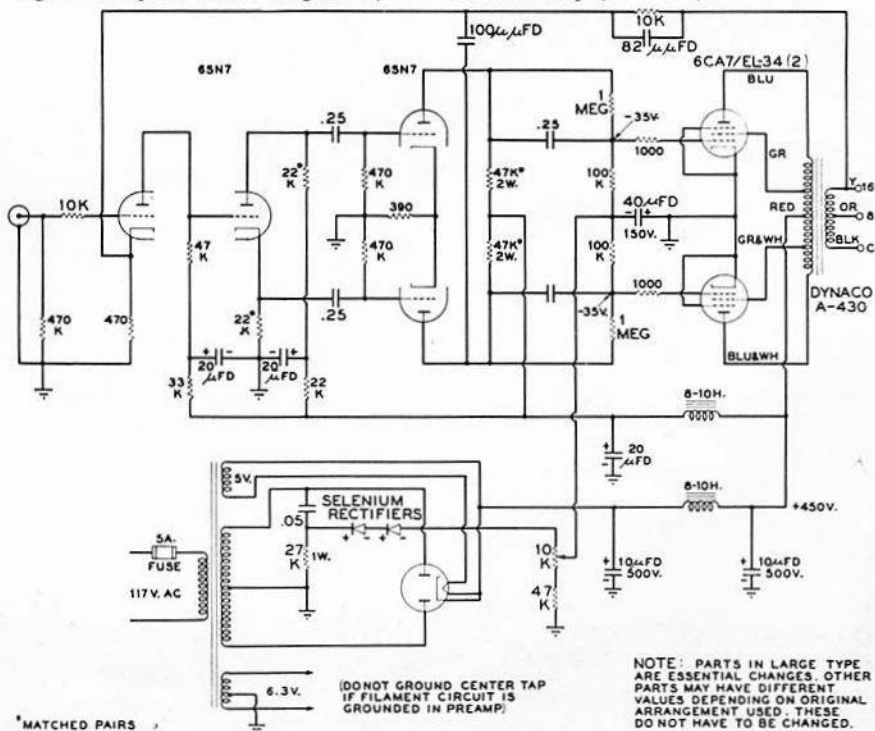 10K
100µµFD
82 µµFD
6SN7
6SN7
6CA7/EL-34 (2)
BLU
1 MEG
-35V.
.25
.25
22* K
470 K
47K* 2W.
100 K
1000
GR
40µFD
150V.
RED
Y 16
OR 8
BLK C
10K
47 K
390
470 K
47K* 2W.
100 K
GR&WH
1000
DYNACO
A-430
.25
-35V.
1 MEG
470 K
470
22* K
BLU&WH
20 µFD
20 µFD
33 K
22 K
8-10H.
20 µFD
5V.
8-10H.
+450V.
SELENIUM
RECTIFIERS
.05
5A.
FUSE
27 K
1W.
10 K
10µFD
500V.
10µFD
500V.
117V. AC
47 K
6.3V.
(DO NOT GROUND CENTER TAP
IF FILAMENT CIRCUIT IS
GROUNDED IN PREAMP)
NOTE: PARTS IN LARGE TYPE
ARE ESSENTIAL CHANGES. OTHER
PARTS MAY HAVE DIFFERENT
VALUES DEPENDING ON ORIGINAL
ARRANGEMENT USED. THESE
DO NOT HAVE TO BE CHANGED.
*MATCHED PAIRS